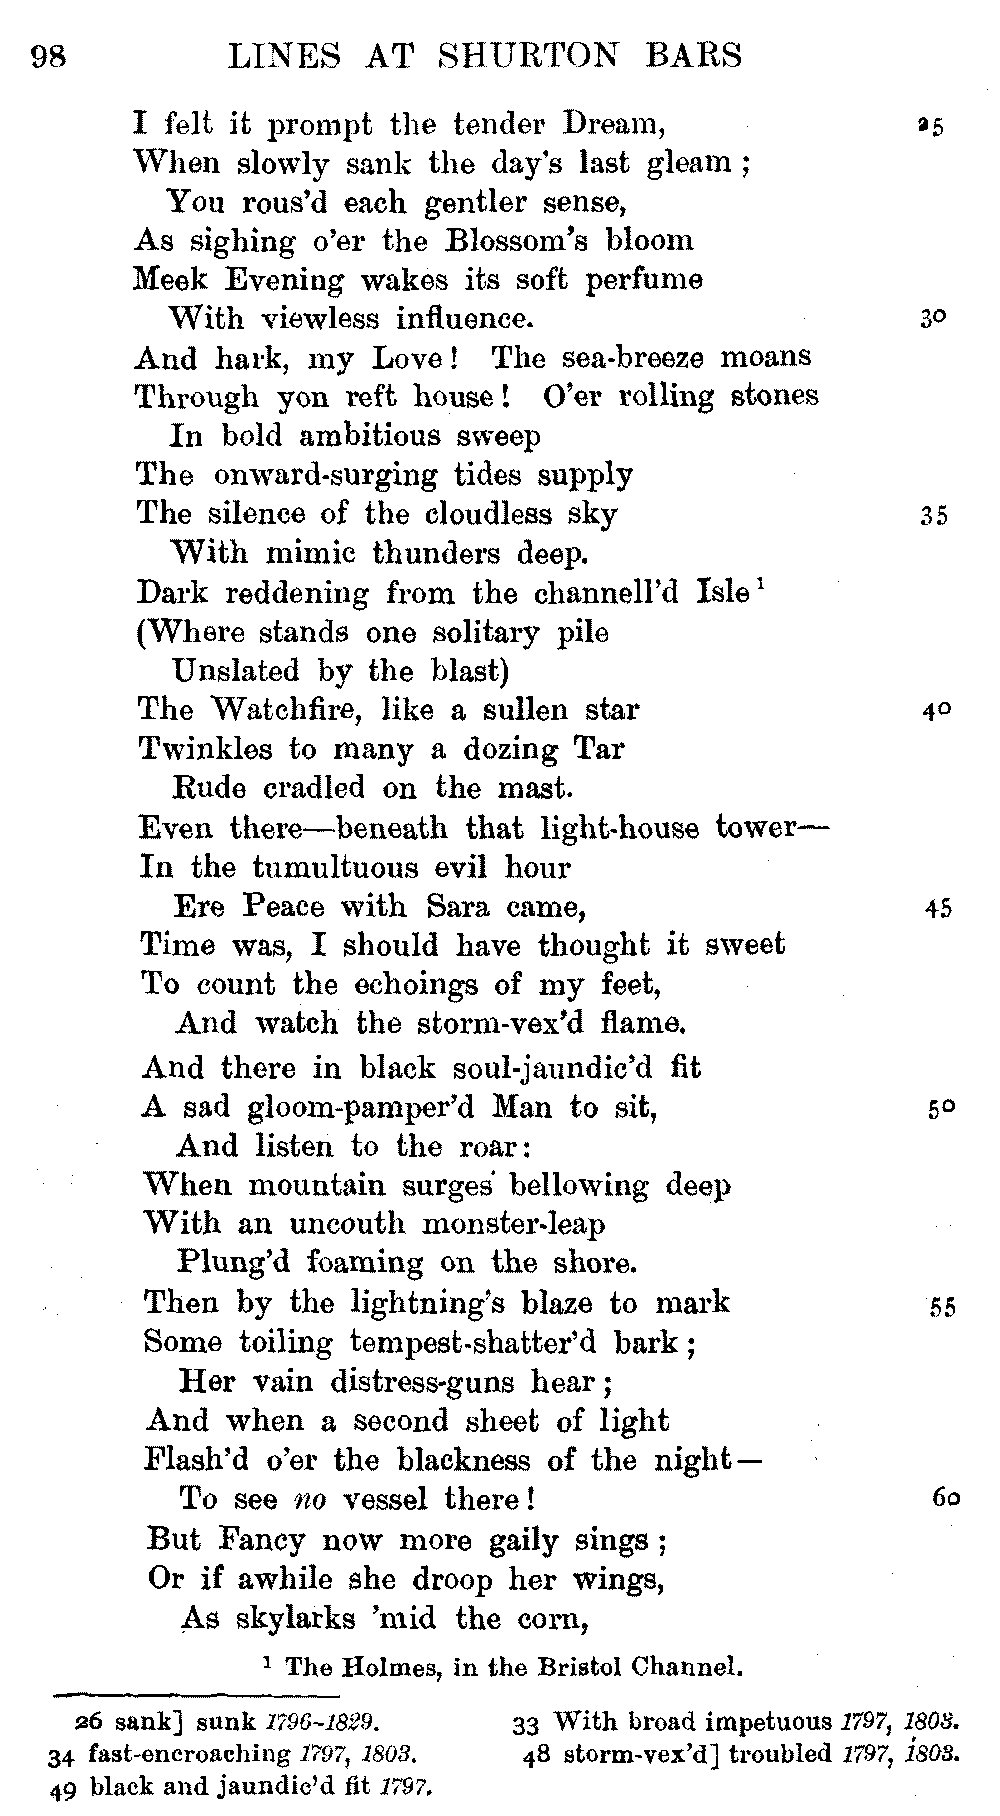 98 LINES AT SHURTON BARS
I felt it prompt the tender Dream, 25
When slowly sank the day's last gleam ;
You rous'd each gentler sense,
As sighing o'er the Blossom's bloom
Meek Evening wakes its soft perfume
With viewless influence. 30
And hark, my Love ! The sea-breeze moans
Through yon reft house ! O'er rolling stones
In bold ambitious sweep
The onward-surging tides supply
The silence of the cloudless sky 35
With mimic thunders deep.
Dark reddening from the channell'd Isle ¹
(Where stands one solitary pile
Unslated by the blast)
The Watchfire, like a sullen star 40
Twinkles to many a dozing Tar
Rude cradled on the mast.
Even there—beneath that light-house tower—
In the tumultuous evil hour
Ere Peace with Sara came, 45
Time was, I should have thought it sweet
To count the echoings of my feet,
And watch the storm-vex'd flame.
And there in black soul-jaundic'd fit
A sad gloom-pamper'd Man to sit, 50
And listen to the roar :
When mountain surges bellowing deep
With an uncouth monster-leap
Plung'd foaming on the shore.
Then by the lightning's blaze to mark 55
Some toiling tempest-shatter'd bark ;
Her vain distress-guns hear ;
And when a second sheet of light
Flash'd o'er the blackness of the night—
To see no vessel there ! 60
But Fancy now more gaily sings ;
Or if awhile she droop her wings,
As skylarks 'mid the corn,
¹ The Holmes, in the Bristol Channel.
26 sank] sunk 1796-1829. 33 With broad impetuous 1797, 1803.
34 fast-encroaching 1797, 1803. 48 storm-vex'd] troubled 1797, 1803.
49 black and jaundic'd fit 1797.